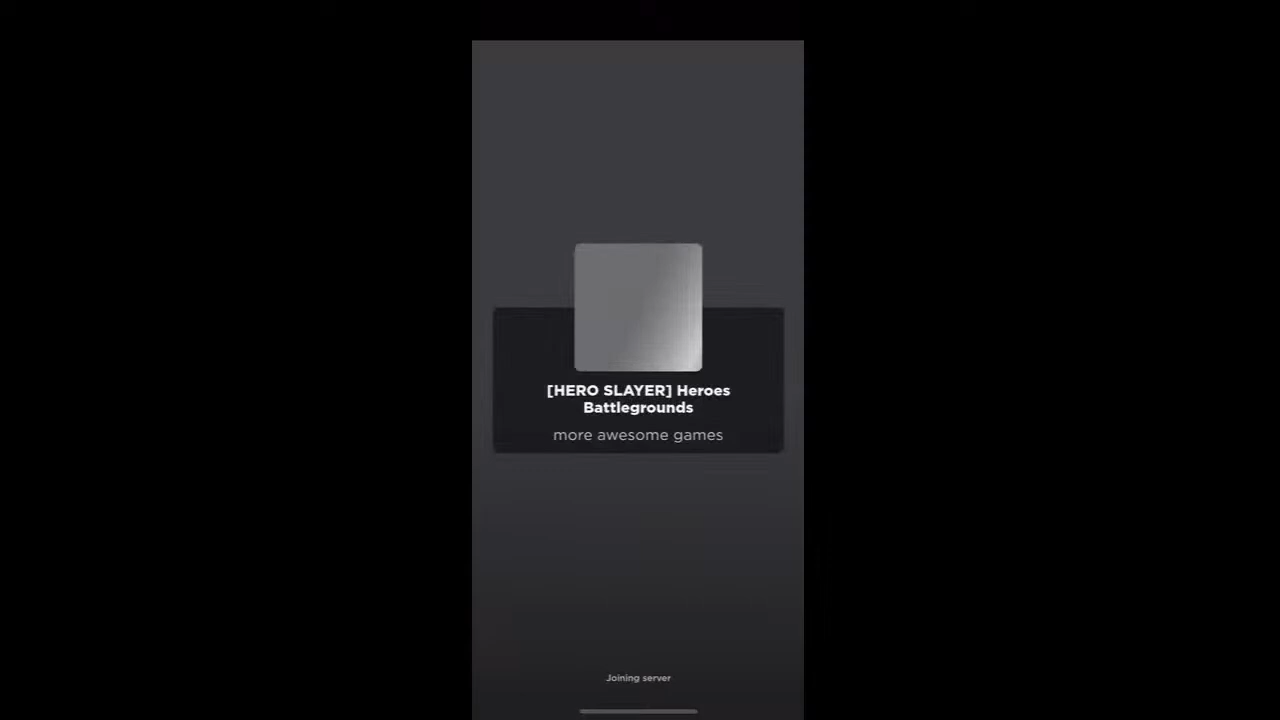 [HERO SLAYER] Heroes
Battlegrounds
more awesome games
Joining server